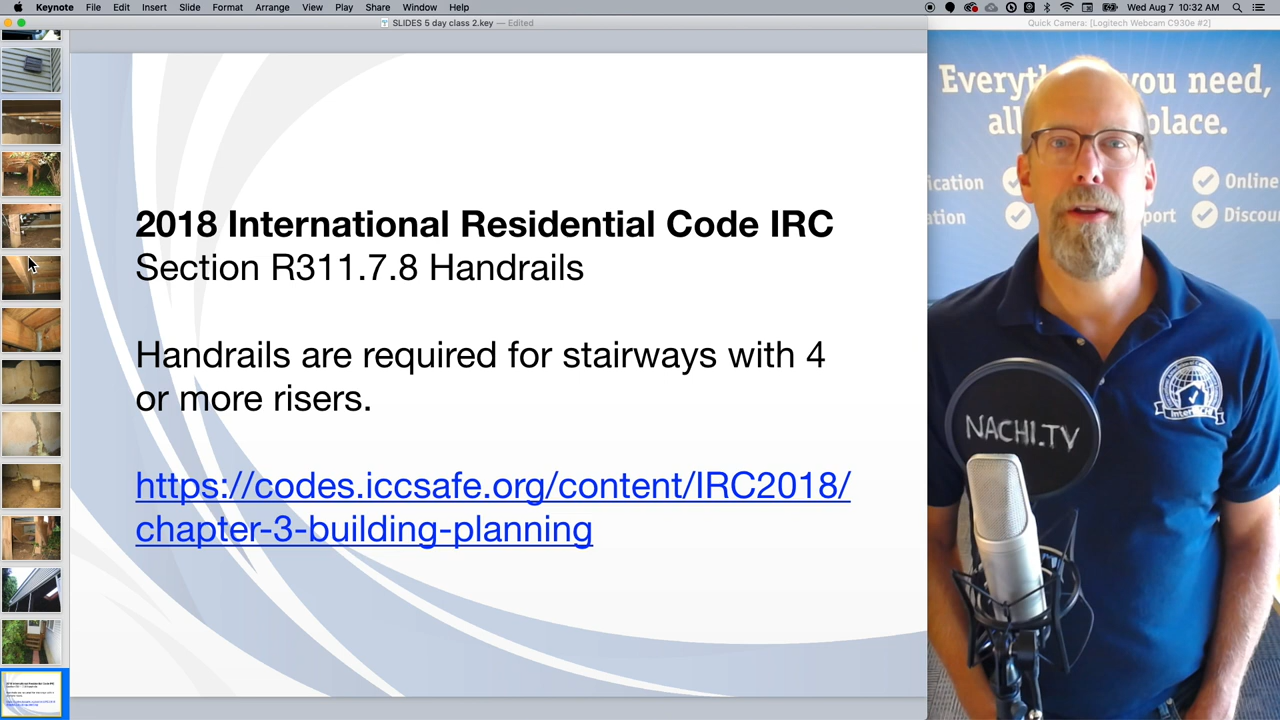 Keynote File Edit Insert Slide Format Arrange View Play Share Window Help Wed Aug 7 10:32 AM
SLIDES 5 day class 2.key — Edited
Quick Camera: [Logitech Webcam C930e #2]
2018 International Residential Code IRC
Section R311.7.8 Handrails
Handrails are required for stairways with 4
or more risers.
https://codes.iccsafe.org/content/IRC2018/
chapter-3-building-planning
you need,
place.
Online
NACHI.TV